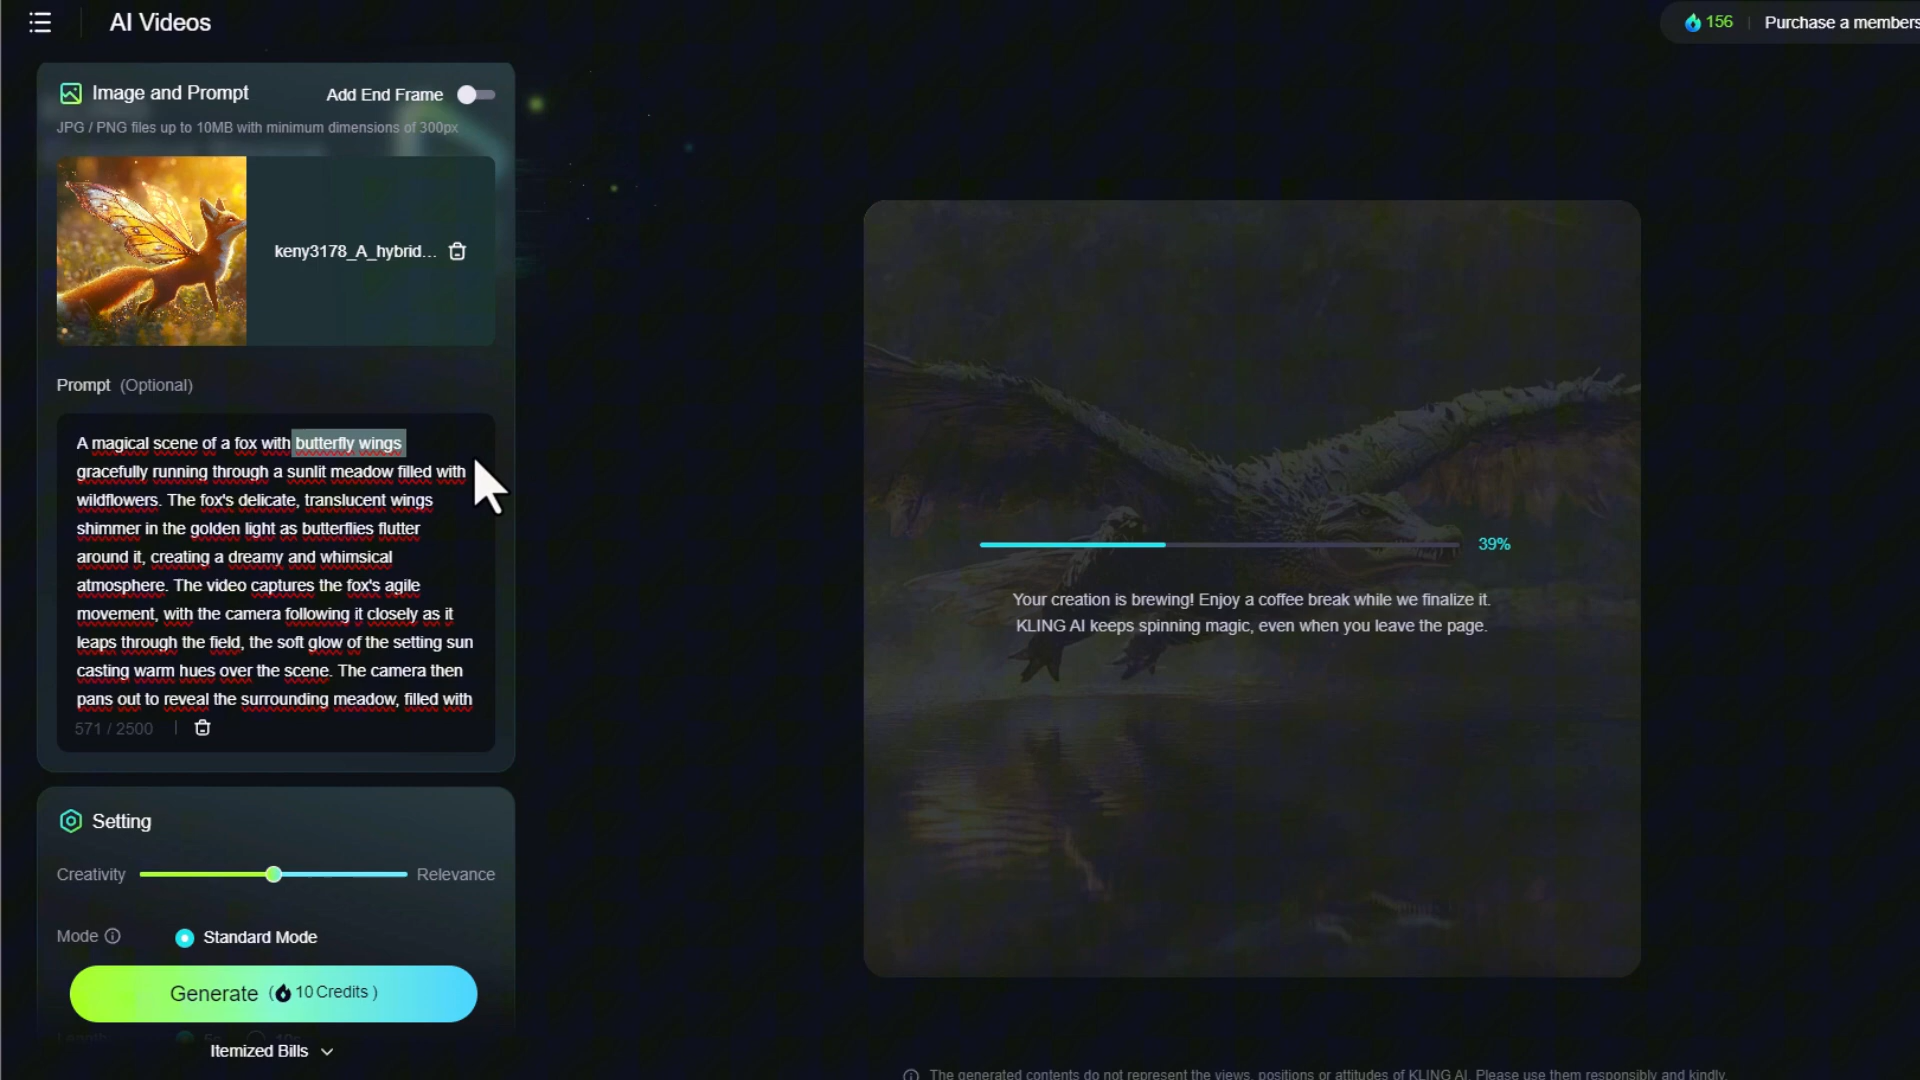 AI Videos
156
Purchase a members
Image and Prompt
Add End Frame
JPG / PNG files up to 10MB with minimum dimensions of 300px
keny3178_A_hybrid...
Prompt (Optional)
A magical scene of a fox with butterfly wings
gracefully running through a sunlit meadow filled with
wildflowers. The fox's delicate, translucent wings
shimmer in the golden light as butterflies flutter
around it, creating a dreamy and whimsical
atmosphere. The video captures the fox's agile
movement, with the camera following it closely as it
leaps through the field, the soft glow of the setting sun
casting warm hues over the scene. The camera then
pans out to reveal the surrounding meadow, filled with
571 / 2500
39%
Your creation is brewing! Enjoy a coffee break while we finalize it.
KLING AI keeps spinning magic, even when you leave the page.
Setting
Creativity
Relevance
Mode
Standard Mode
Generate ( 10 Credits )
Length
5s
10s
Itemized Bills
The generated contents do not represent the views, positions or attitudes of KLING AI. Please use them responsibly and kindly.